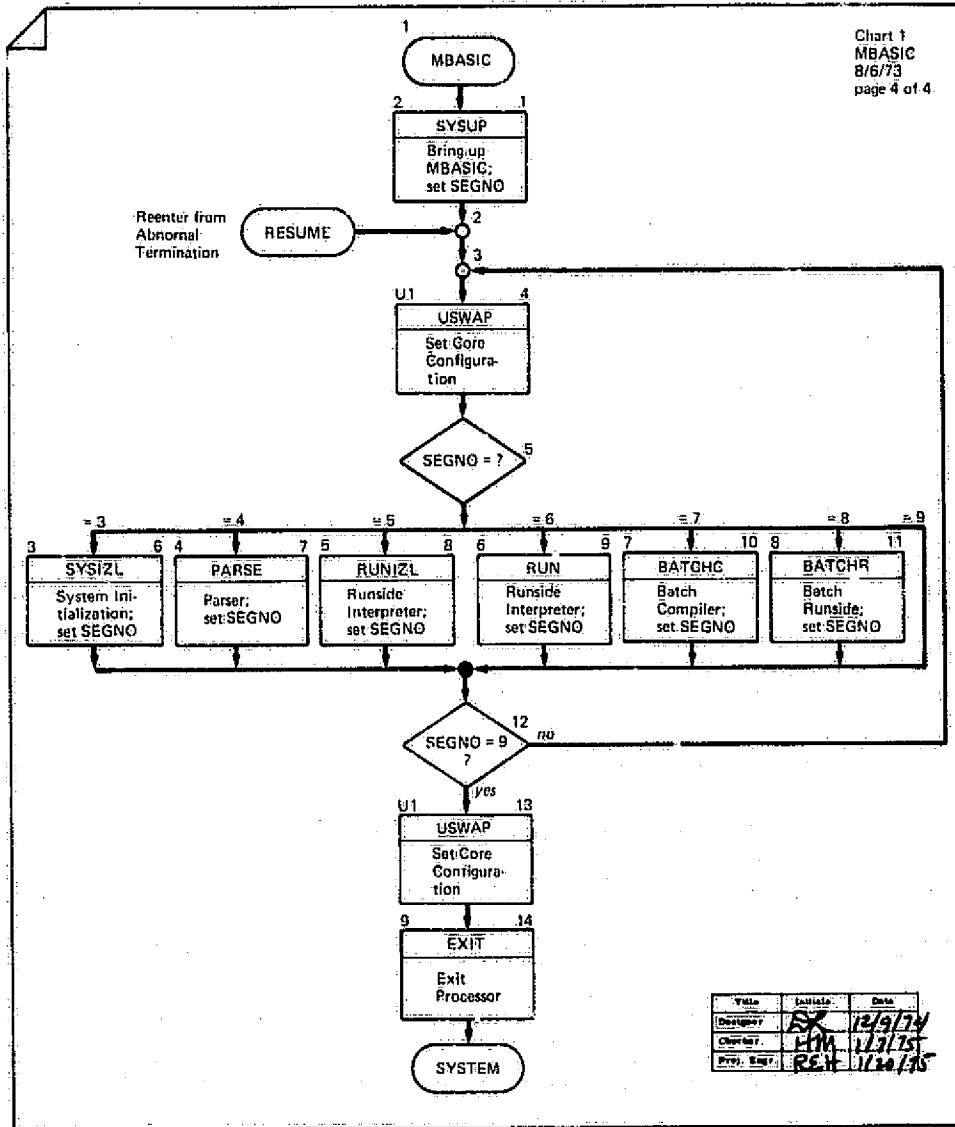 Chart 1
MBASIC
8/6/73
page 4 of 4
1
MBASIC
2 1
SYSUP
Bring up
MBASIC;
set SEGNO
Reenter from
Abnornal
Termination
RESUME
2
3
U.1 4
USWAP
Set Core
Configura-
tion
SEGNO = ?
5
= 3 =4 = 5 = 6 = 7 = 8 = 9
3 6 4 7 5 8 6 9 7 10 8 11
SYSIZL PARSE RUNIZL RUN BATCHC BATCHR
System Ini- Parser; Runside Runside Batch Batch
tialization; set SEGNO Interpreter; Interpreter; Compiler; Runside;
set SEGNO set SEGNO set SEGNO set SEGNO set SEGNO
12
SEGNO = 9
?
no
yes
U1 13
USWAP
Set Core
Configura-
tion
9 14
EXIT
Exit
Processor
SYSTEM
Title Initials Date
Designer 12/9/74
Checker HM 1/7/75
Proj. Engr. REH 1/20/75